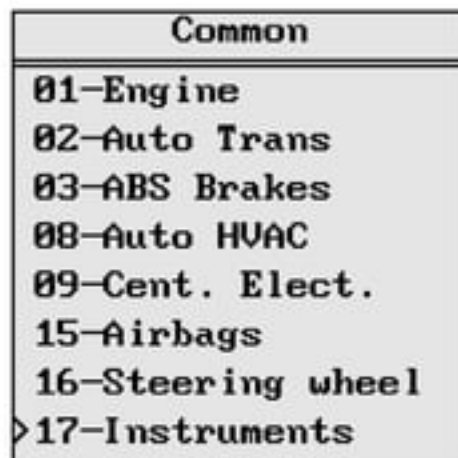 Common
01-Engine
02-Auto Trans
03-ABS Brakes
08-Auto HVAC
09-Cent. Elect.
15-Airbags
16-Steering wheel
>17-Instruments